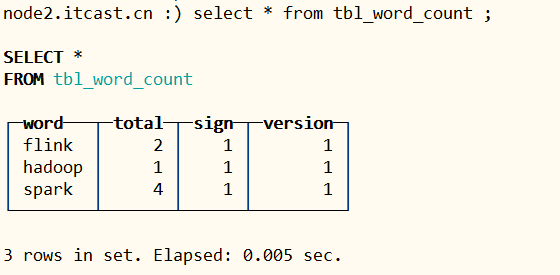 node2.itcast.cn :) select * from tbl_word_count ;
SELECT *
FROM tbl_word_count
word total sign version
flink 2 1 1
hadoop 1 1 1
spark 4 1 1
3 rows in set. Elapsed: 0.005 sec.